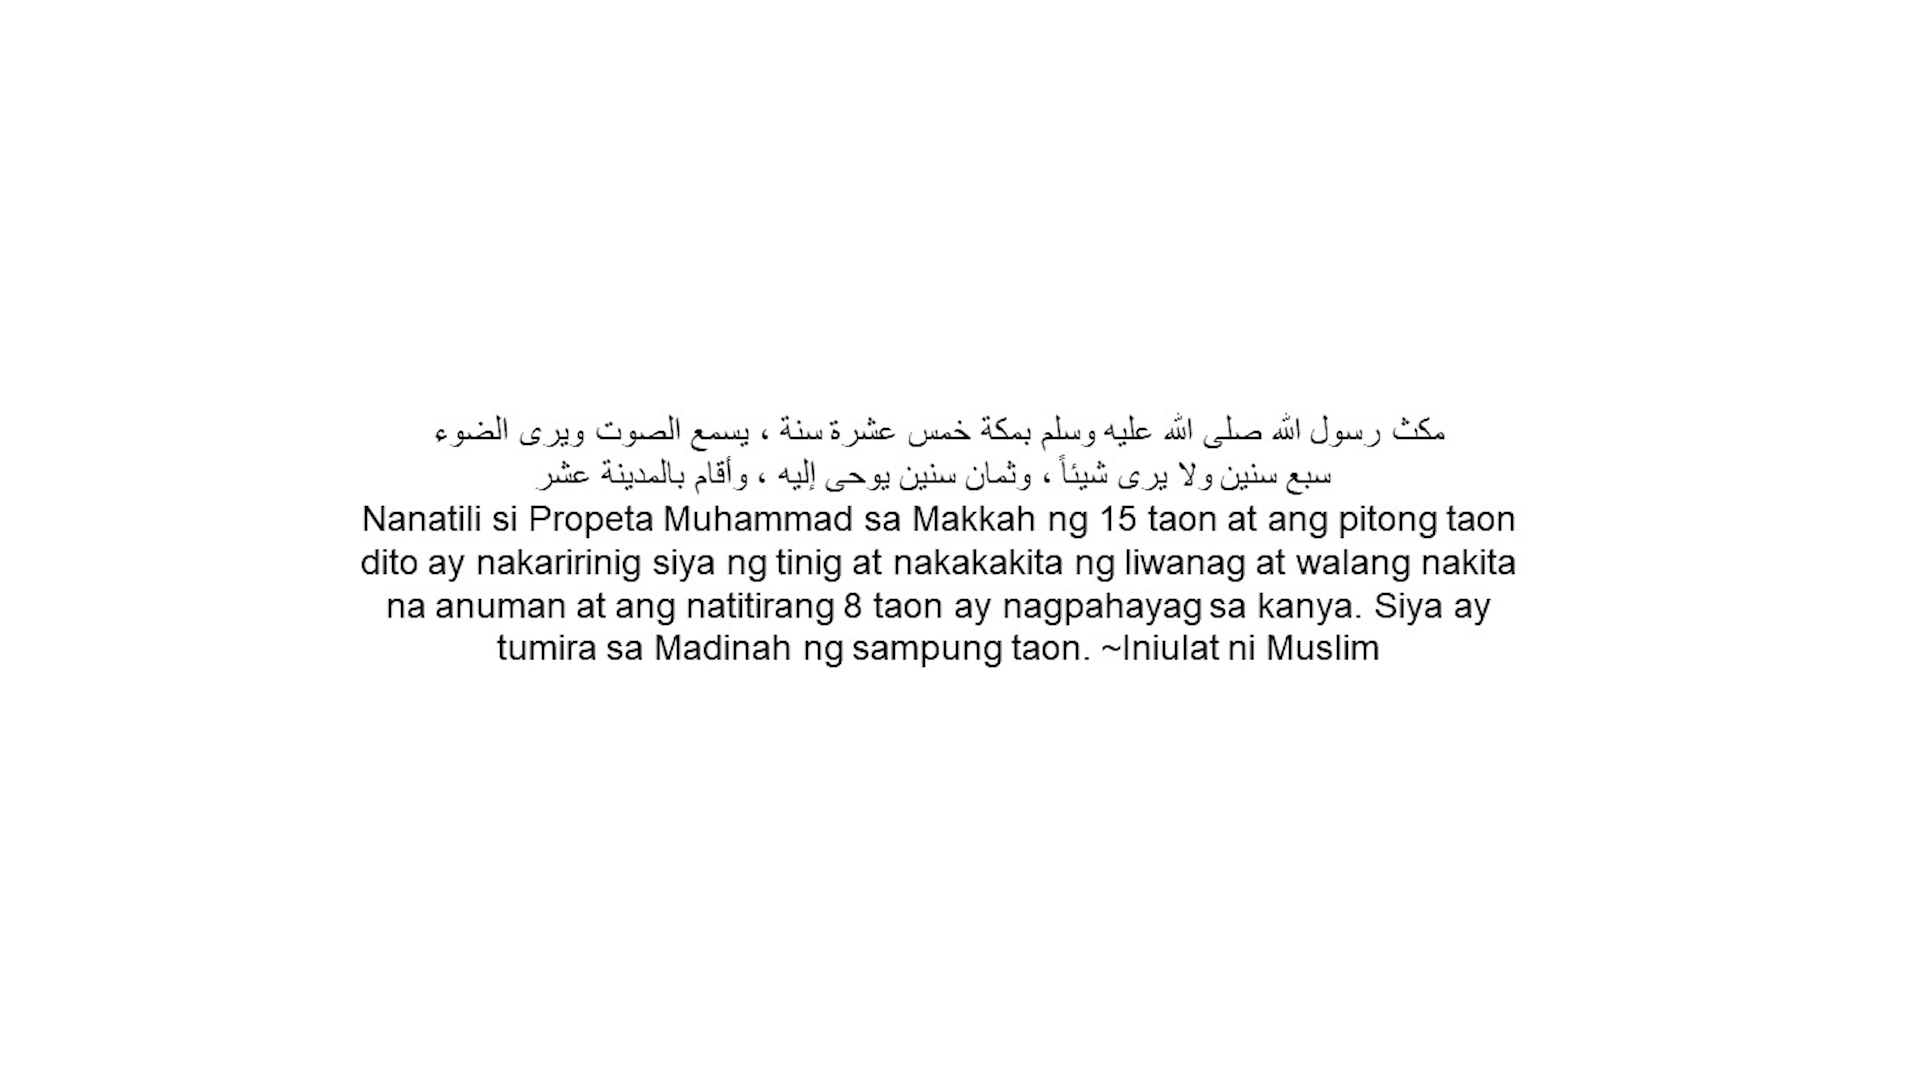 مكث رسول الله صلى الله عليه وسلم بمكة خمس عشرة سنة ، يسمع الصوت ويرى الضوء
سبع سنين ولا يرى شيئاً ، وثمان سنين يوحى إليه ، وأقام بالمدينة عشر
Nanatili si Propeta Muhammad sa Makkah ng 15 taon at ang pitong taon
dito ay nakaririnig siya ng tinig at nakakakita ng liwanag at walang nakita
na anuman at ang natitirang 8 taon ay nagpahayag sa kanya. Siya ay
tumira sa Madinah ng sampung taon. ~Iniulat ni Muslim